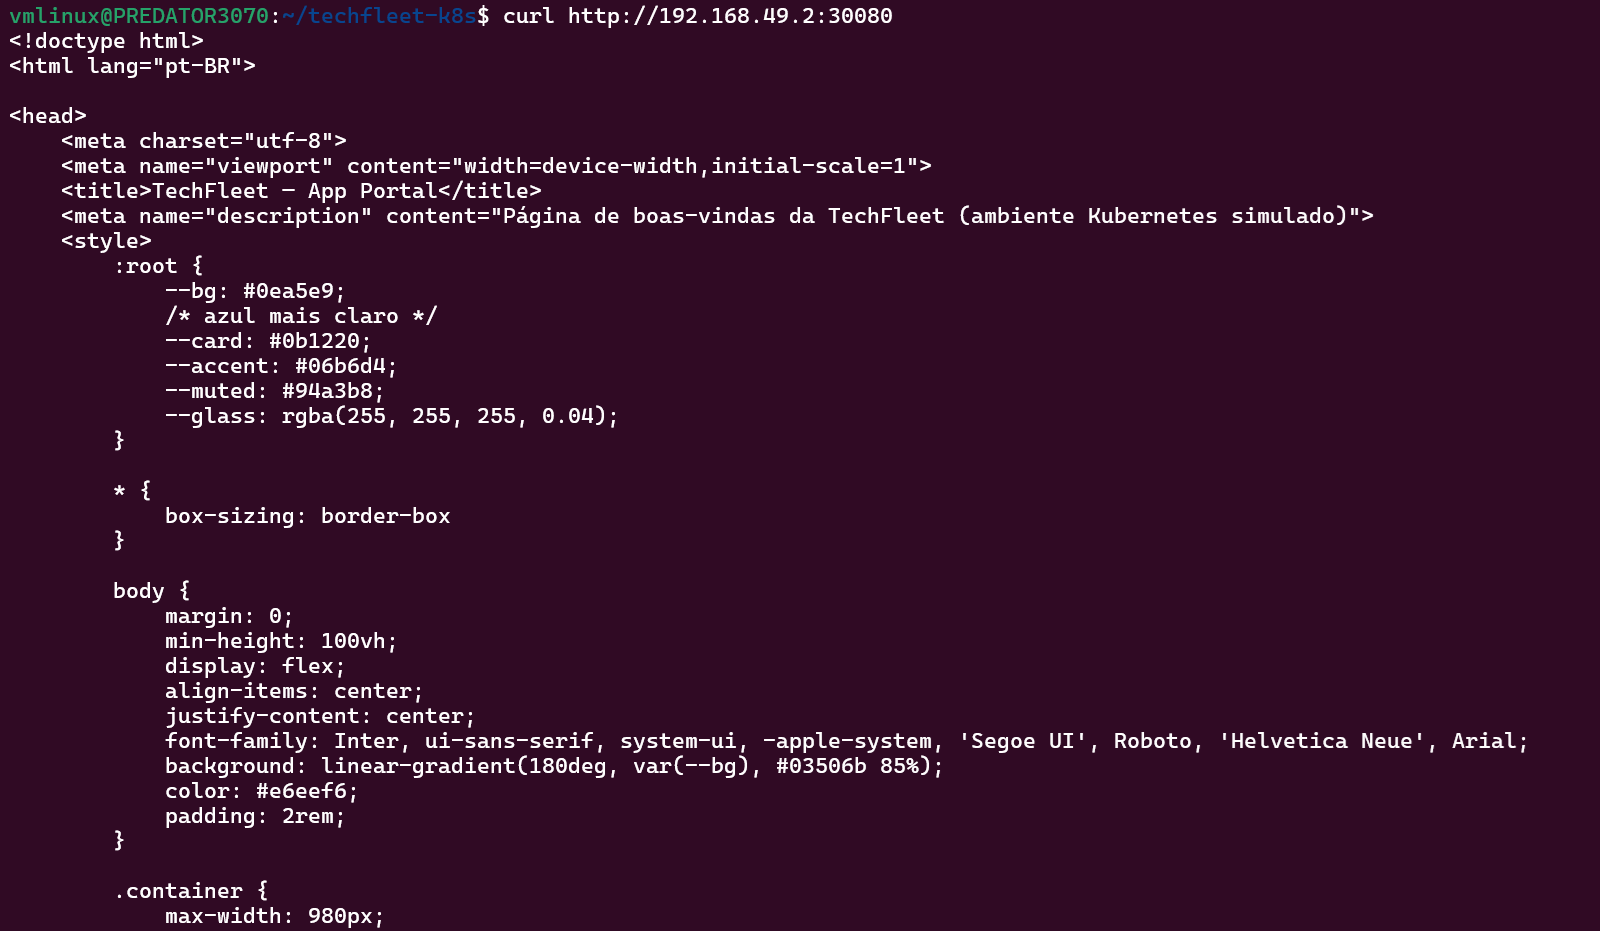 vmlinux@PREDATOR3070:~/techfleet-k8s$ curl http://192.168.49.2:30080
<!doctype html>
<html lang="pt-BR">

<head>
    <meta charset="utf-8">
    <meta name="viewport" content="width=device-width,initial-scale=1">
    <title>TechFleet — App Portal</title>
    <meta name="description" content="Página de boas-vindas da TechFleet (ambiente Kubernetes simulado)">
    <style>
        :root {
            --bg: #0ea5e9;
            /* azul mais claro */
            --card: #0b1220;
            --accent: #06b6d4;
            --muted: #94a3b8;
            --glass: rgba(255, 255, 255, 0.04);
        }

        * {
            box-sizing: border-box
        }

        body {
            margin: 0;
            min-height: 100vh;
            display: flex;
            align-items: center;
            justify-content: center;
            font-family: Inter, ui-sans-serif, system-ui, -apple-system, 'Segoe UI', Roboto, 'Helvetica Neue', Arial;
            background: linear-gradient(180deg, var(--bg), #03506b 85%);
            color: #e6eef6;
            padding: 2rem;
        }

        .container {
            max-width: 980px;